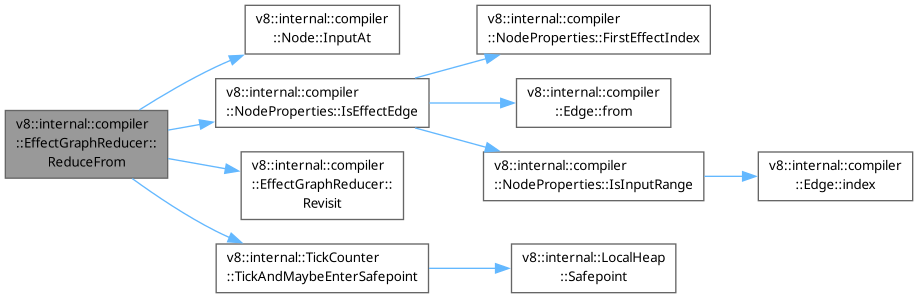 v8::internal::compiler
::EffectGraphReducer::
ReduceFrom
v8::internal::compiler
::Node::InputAt
v8::internal::compiler
::NodeProperties::IsEffectEdge
v8::internal::compiler
::EffectGraphReducer::
Revisit
v8::internal::TickCounter
::TickAndMaybeEnterSafepoint
v8::internal::compiler
::NodeProperties::FirstEffectIndex
v8::internal::compiler
::Edge::from
v8::internal::compiler
::NodeProperties::IsInputRange
v8::internal::LocalHeap
::Safepoint
v8::internal::compiler
::Edge::index